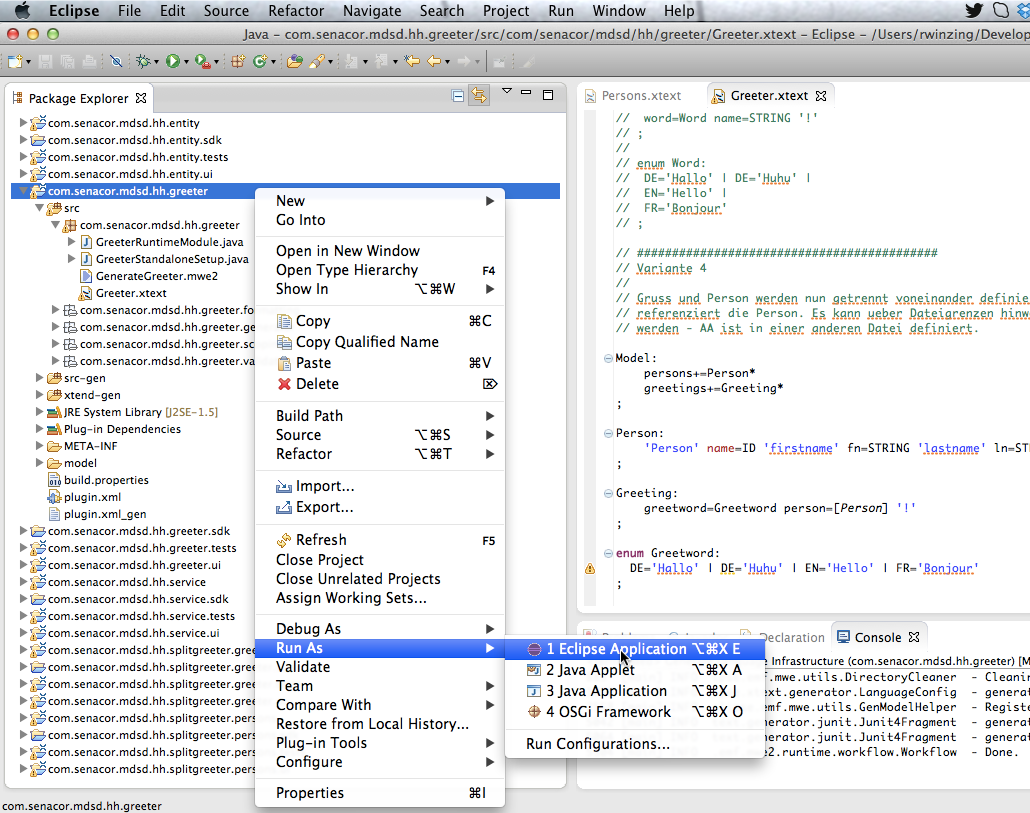 Eclipse File Edit Source Refactor Navigate Search Project Run Window Help
Java – com.senacor.mdsd.hh.greeter/src/com/senacor/mdsd/hh/greeter/Greeter.xtext – Eclipse – /Users/rwinzing/Develop
Package Explorer
com.senacor.mdsd.hh.entity
com.senacor.mdsd.hh.entity.sdk
com.senacor.mdsd.hh.entity.tests
com.senacor.mdsd.hh.entity.ui
com.senacor.mdsd.hh.greeter
src
com.senacor.mdsd.hh.greeter
GreeterRuntimeModule.java
GreeterStandaloneSetup.java
GenerateGreeter.mwe2
Greeter.xtext
com.senacor.mdsd.hh.greeter.fo
com.senacor.mdsd.hh.greeter.ge
com.senacor.mdsd.hh.greeter.sc
com.senacor.mdsd.hh.greeter.va
src-gen
xtend-gen
JRE System Library [J2SE-1.5]
Plug-in Dependencies
META-INF
model
build.properties
plugin.xml
plugin.xml_gen
com.senacor.mdsd.hh.greeter.sdk
com.senacor.mdsd.hh.greeter.tests
com.senacor.mdsd.hh.greeter.ui
com.senacor.mdsd.hh.service
com.senacor.mdsd.hh.service.sdk
com.senacor.mdsd.hh.service.tests
com.senacor.mdsd.hh.service.ui
com.senacor.mdsd.hh.splitgreeter.gree
com.senacor.mdsd.hh.splitgreeter.gree
com.senacor.mdsd.hh.splitgreeter.gree
com.senacor.mdsd.hh.splitgreeter.gree
com.senacor.mdsd.hh.splitgreeter.pers
com.senacor.mdsd.hh.splitgreeter.pers
com.senacor.mdsd.hh.splitgreeter.pers
com.senacor.mdsd.hh.splitgreeter.pers
com.senacor.mdsd.hh.greeter
New
Go Into
Open in New Window
Open Type Hierarchy F4
Show In ⌥⌘W
Copy ⌘C
Copy Qualified Name
Paste ⌘V
Delete ⌦
Build Path
Source ⌥⌘S
Refactor ⌥⌘T
Import...
Export...
Refresh F5
Close Project
Close Unrelated Projects
Assign Working Sets...
Debug As
Run As
Validate
Team
Compare With
Restore from Local History...
Plug-in Tools
Configure
Properties ⌘I
1 Eclipse Application ⌥⌘X E
2 Java Applet ⌥⌘X A
3 Java Application ⌥⌘X J
4 OSGi Framework ⌥⌘X O
Run Configurations...
Persons.xtext Greeter.xtext
// word=Word name=STRING '!'
// ;
//
// enum Word:
// DE='Hallo' | DE='Huhu' |
// EN='Hello' |
// FR='Bonjour'
// ;
// ########################################
// Variante 4
//
// Gruss und Person werden nun getrennt voneinander definie
// referenziert die Person. Es kann ueber Dateigrenzen hinw
// werden - AA ist in einer anderen Datei definiert.
Model:
persons+=Person*
greetings+=Greeting*
;
Person:
'Person' name=ID 'firstname' fn=STRING 'lastname' ln=STR
;
Greeting:
greetword=Greetword person=[Person] '!'
;
enum Greetword:
DE='Hallo' | DE='Huhu' | EN='Hello' | FR='Bonjour'
;
Declaration Console
e Infrastructure (com.senacor.mdsd.hh.greeter) [M
mf.mwe.utils.DirectoryCleaner - Cleanin
ext.generator.LanguageConfig - generat
emf.mwe.utils.GenModelHelper - Registe
generator.junit.Junit4Fragment - generat
generator.junit.Junit4Fragment - generat
e2.runtime.workflow.Workflow - Done.